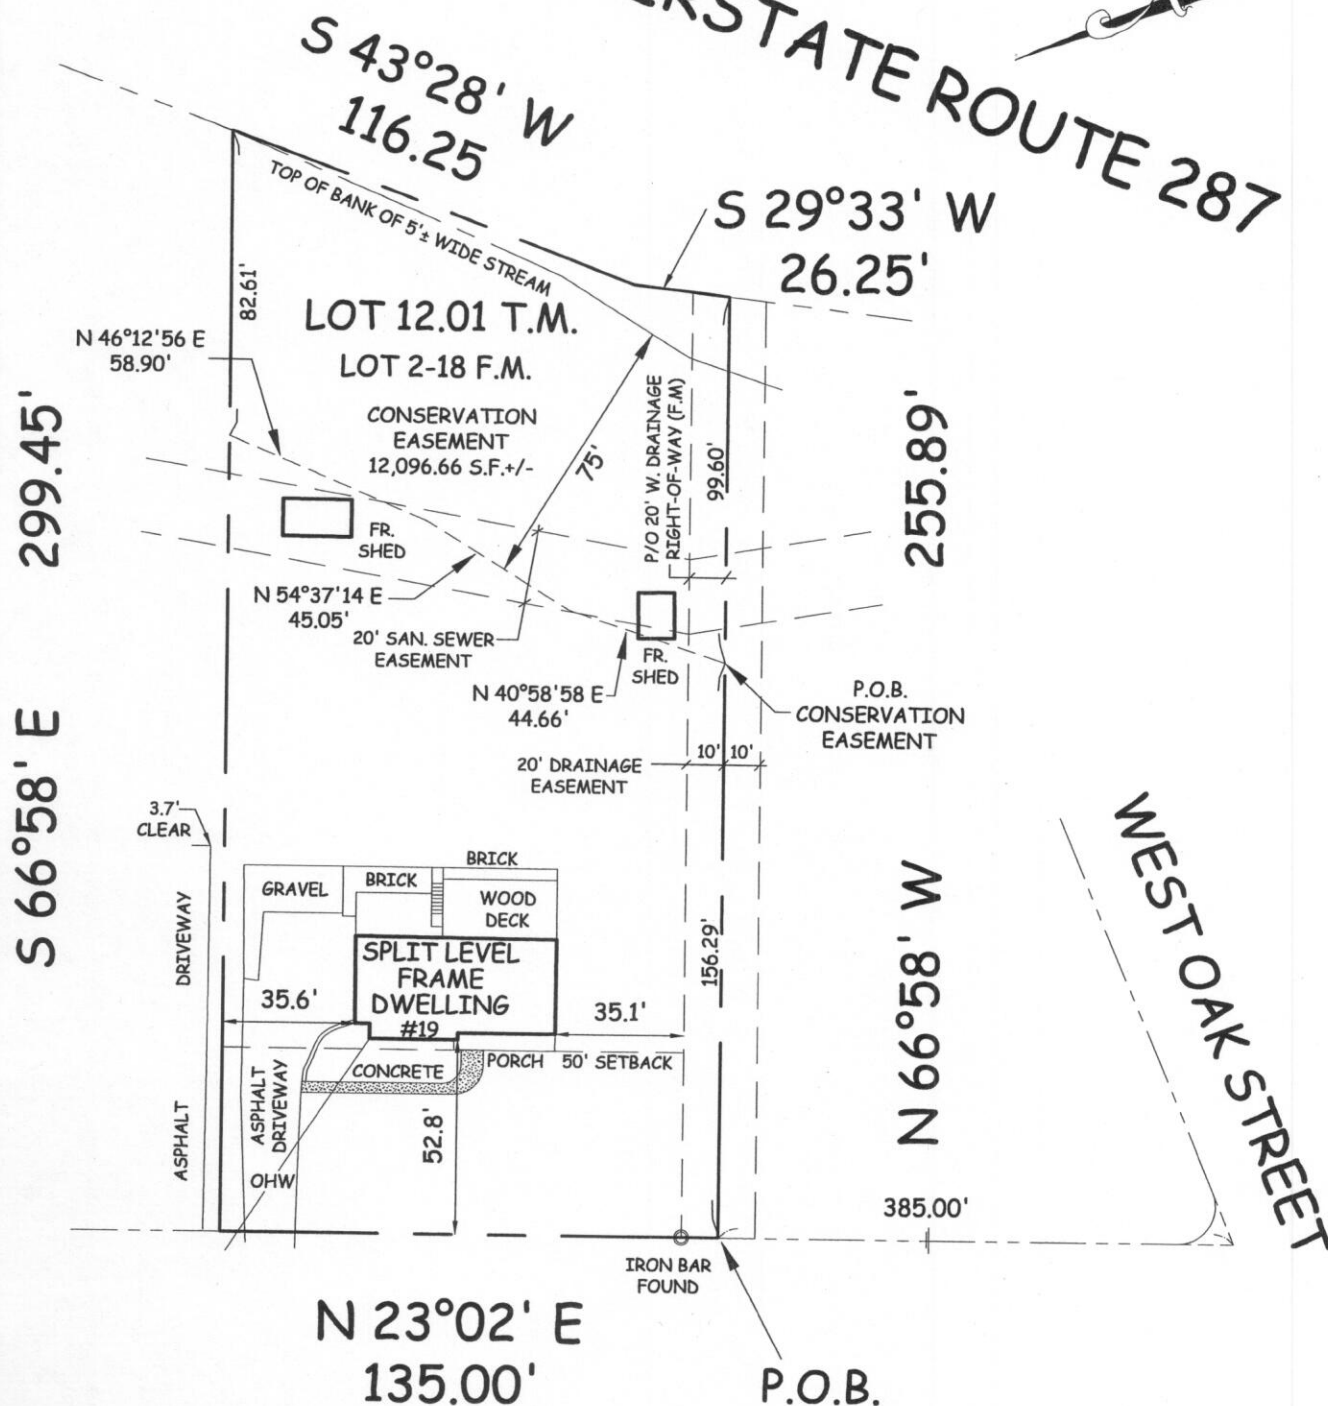 STATE ROUTE 287
S 43°28' W
116.25
S 29°33' W
26.25'
TOP OF BANK OF 5'± WIDE STREAM
82.61'
LOT 12.01 T.M.
LOT 2-18 F.M.
N 46°12'56 E
58.90'
CONSERVATION
EASEMENT
12,096.66 S.F.+/-
75'
P/O 20' W. DRAINAGE
RIGHT-OF-WAY (F.M)
99.60'
299.45'
255.89'
FR.
SHED
N 54°37'14 E
45.05'
20' SAN. SEWER
EASEMENT
FR.
SHED
N 40°58'58 E
44.66'
P.O.B.
CONSERVATION
EASEMENT
S 66°58' E
10'
10'
20' DRAINAGE
EASEMENT
3.7'
CLEAR
BRICK
GRAVEL
BRICK
WOOD
DECK
DRIVEWAY
SPLIT LEVEL
FRAME
DWELLING
#19
35.6'
35.1'
156.29'
N 66°58' W
WEST OAK STREET
CONCRETE
PORCH
50' SETBACK
ASPHALT
DRIVEWAY
ASPHALT
52.8'
OHW
385.00'
IRON BAR
FOUND
N 23°02' E
135.00'
P.O.B.